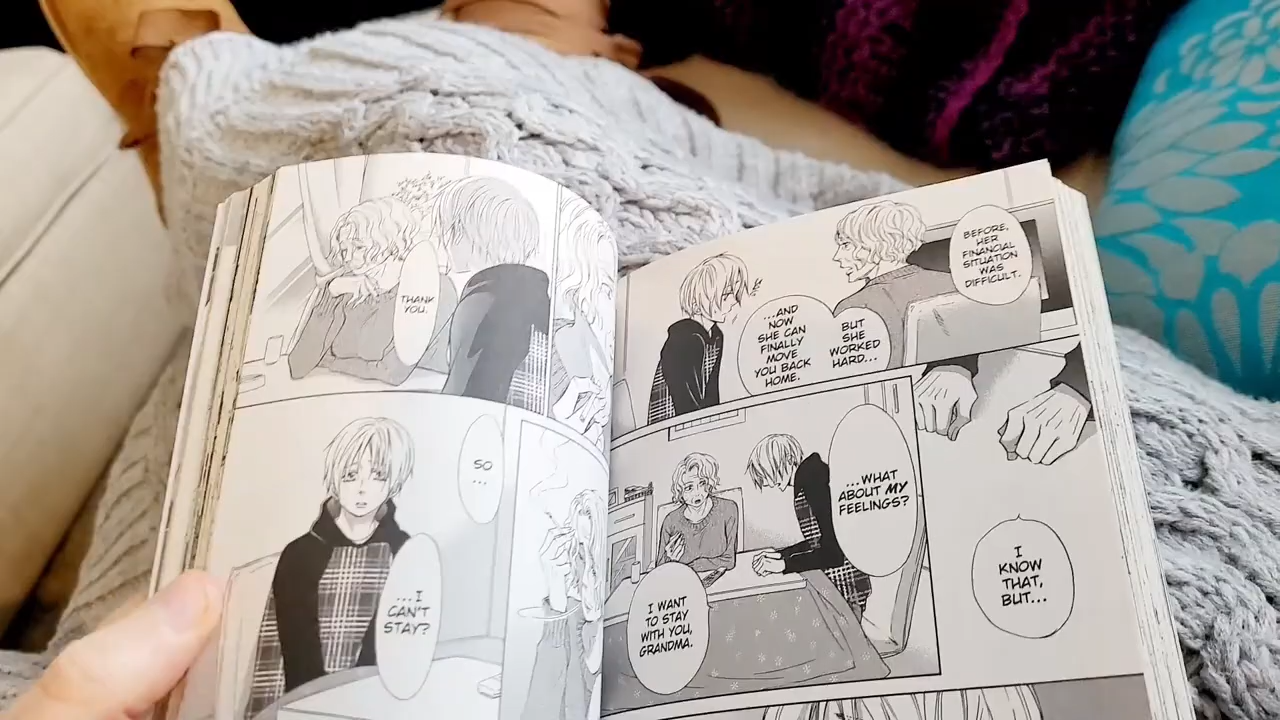 BEFORE,
HER
FINANCIAL
SITUATION
WAS
DIFFICULT.
BUT
SHE
WORKED
HARD...
...AND
NOW
SHE CAN
FINALLY
MOVE
YOU BACK
HOME.
I
KNOW
THAT,
BUT...
...WHAT
ABOUT MY
FEELINGS?
I WANT
TO STAY
WITH YOU,
GRANDMA.
THANK
YOU.
SO
...
...I
CAN'T
STAY?